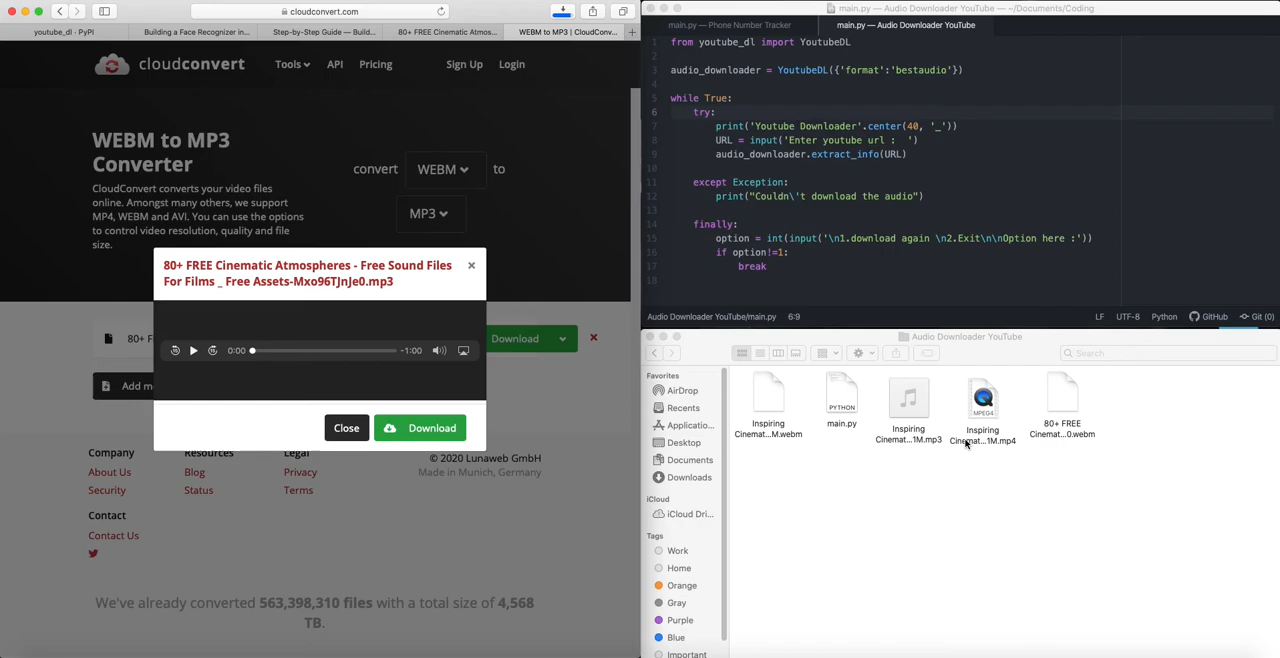 cloudconvert.com
youtube_dl · PyPI
Building a Face Recognizer in...
Step-by-Step Guide — Build...
80+ FREE Cinematic Atmos...
WEBM to MP3 | CloudConv...
cloudconvert
Tools
API
Pricing
Sign Up
Login
WEBM to MP3
Converter
CloudConvert converts your video files
online. Amongst many others, we support
MP4, WEBM and AVI. You can use the options
to control video resolution, quality and file
size.
convert
WEBM
to
MP3
80+ FREE Cinematic Atmospheres - Free Sound Files
For Films _ Free Assets-Mxo96TJnJe0.mp3
0:00
-1:00
80+ F
Download
Add mo
Close
Download
Company
About Us
Security
Resources
Blog
Status
Legal
Privacy
Terms
© 2020 Lunaweb GmbH
Made in Munich, Germany
Contact
Contact Us
We've already converted 563,398,310 files with a total size of 4,568
TB.
main.py — Audio Downloader YouTube — ~/Documents/Coding
main.py — Phone Number Tracker
main.py — Audio Downloader YouTube
1 from youtube_dl import YoutubeDL
2
3 audio_downloader = YoutubeDL({'format':'bestaudio'})
4
5 while True:
6 try:
7 print('Youtube Downloader'.center(40, '_'))
8 URL = input('Enter youtube url :  ')
9 audio_downloader.extract_info(URL)
10
11 except Exception:
12 print("Couldn\'t download the audio")
13
14 finally:
15 option = int(input('\n1.download again \n2.Exit\n\nOption here :'))
16 if option!=1:
17 break
18
Audio Downloader YouTube/main.py
6:9
LF
UTF-8
Python
GitHub
Git (0)
Audio Downloader YouTube
Search
Favorites
AirDrop
Recents
Applicatio...
Desktop
Documents
Downloads
iCloud
iCloud Dri...
Tags
Work
Home
Orange
Gray
Purple
Blue
Important
Inspiring
Cinemat...M.webm
PYTHON
main.py
Inspiring
Cinemat...1M.mp3
MPEG4
Inspiring
Cinemat...1M.mp4
80+ FREE
Cinemat...0.webm